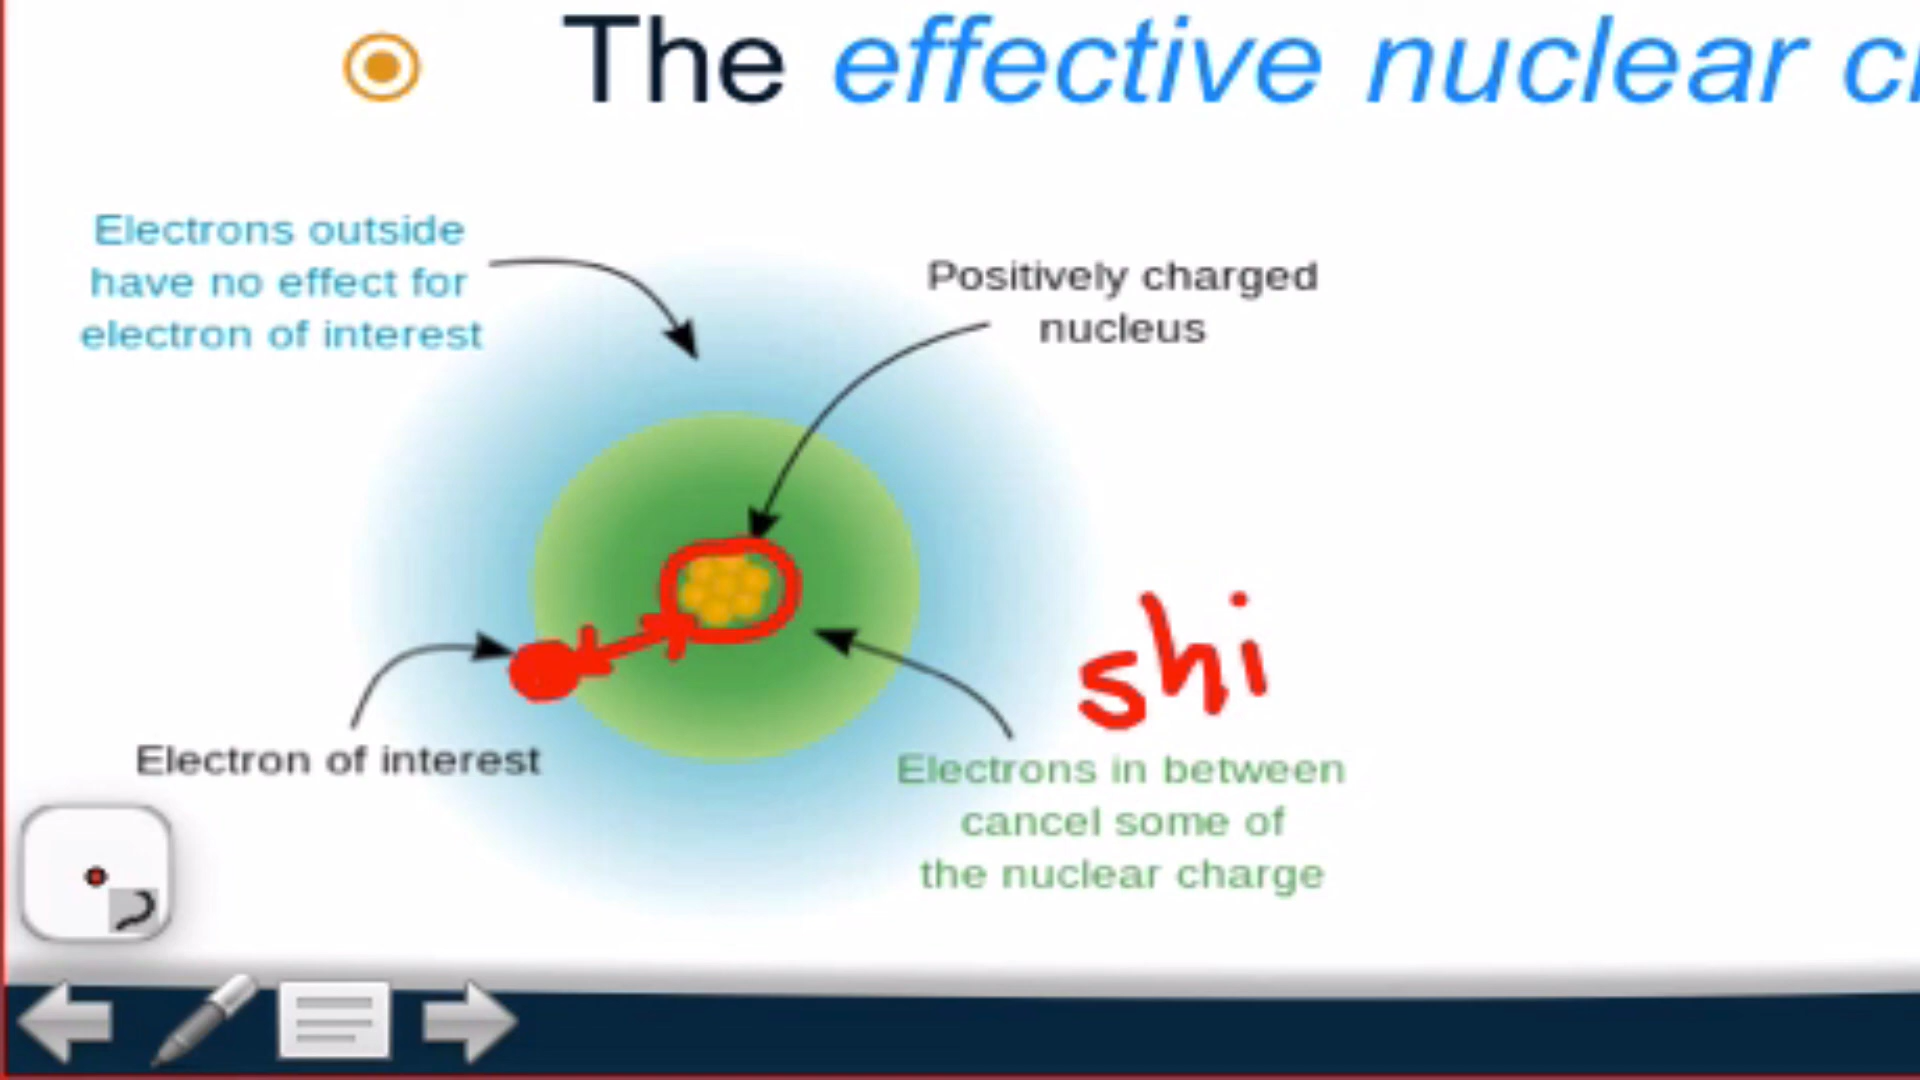 The effective nuclear
Electrons outside
have no effect for
electron of interest
Positively charged
nucleus
shi
Electron of interest
Electrons in between
cancel some of
the nuclear charge